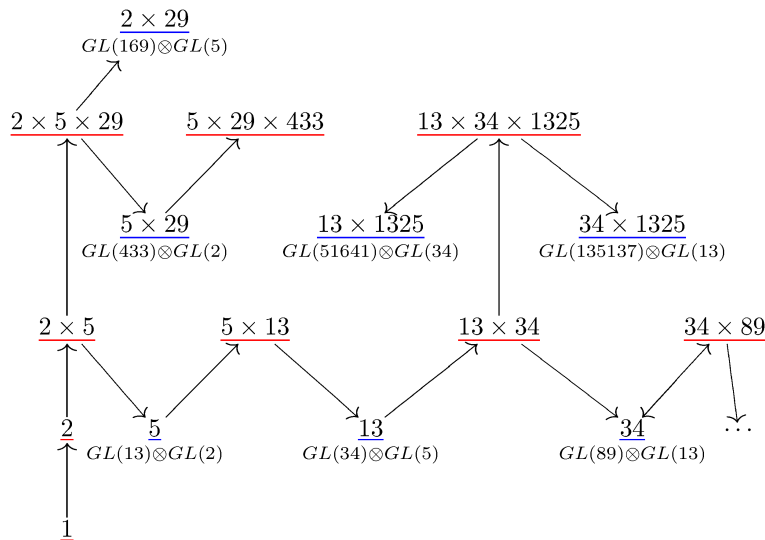 2 × 29
GL(169)⊗GL(5)
2 × 5 × 29
5 × 29 × 433
13 × 34 × 1325
5 × 29
GL(433)⊗GL(2)
13 × 1325
GL(51641)⊗GL(34)
34 × 1325
GL(135137)⊗GL(13)
2 × 5
5 × 13
13 × 34
34 × 89
2
5
GL(13)⊗GL(2)
13
GL(34)⊗GL(5)
34
GL(89)⊗GL(13)
...
1